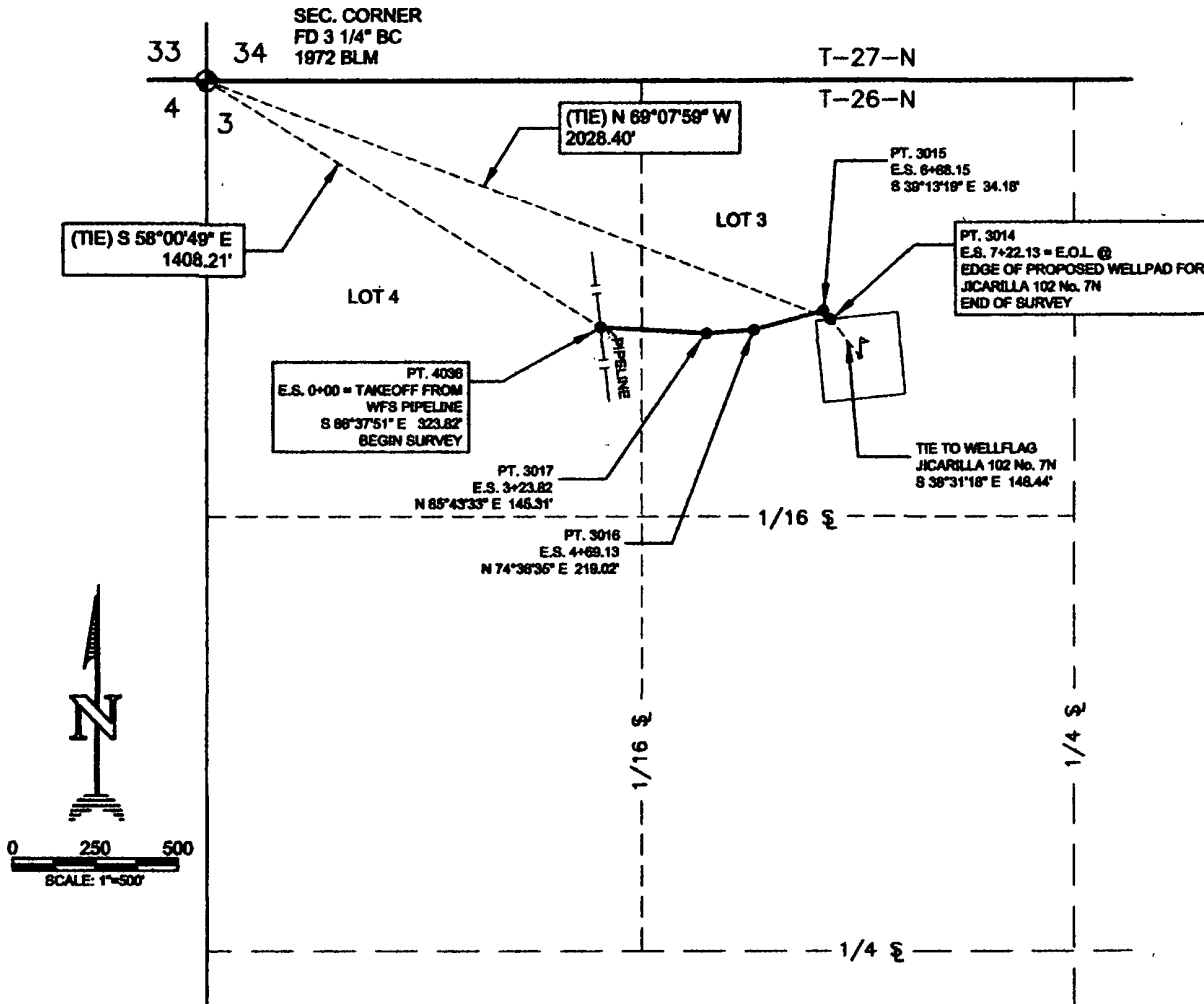 SEC. CORNER
FD 3 1/4" BC
1972 BLM
33
34
T-27-N
4
3
T-26-N
(TIE) N 69°07'59" W
2028.40'
PT. 3015
E.S. 6+88.15
S 39°13'19" E 34.18'
LOT 3
(TIE) S 58°00'49" E
1408.21'
PT. 3014
E.S. 7+22.13 = E.O.L @
EDGE OF PROPOSED WELLPAD FOR
JICARILLA 102 No. 7N
END OF SURVEY
LOT 4
PIPELINE
PT. 4036
E.S. 0+00 = TAKEOFF FROM
WFS PIPELINE
S 86°37'51" E 323.82'
BEGIN SURVEY
TIE TO WELLFLAG
JICARILLA 102 No. 7N
S 38°31'18" E 148.44'
PT. 3017
E.S. 3+23.82
N 85°43'33" E 145.31'
1/16 ℄
PT. 3016
E.S. 4+69.13
N 74°36'35" E 219.02'
N
1/16 ℄
1/4 ℄
0 250 500
SCALE: 1"=500'
1/4 ℄